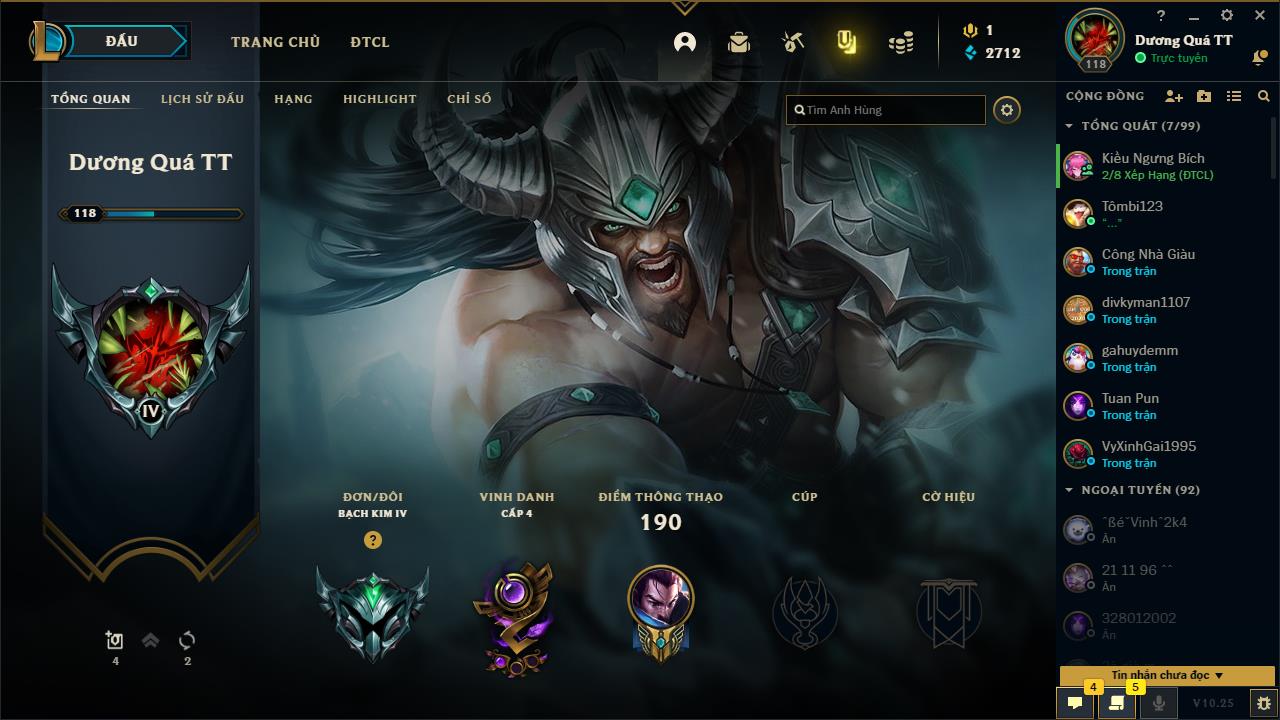 ĐẤU
TRANG CHỦ
ĐTCL
1
2712
?
118
Dương Quá TT
Trực tuyến
TỔNG QUAN
LỊCH SỬ ĐẤU
HẠNG
HIGHLIGHT
CHỈ SỐ
Tìm Anh Hùng
Dương Quá TT
118
IV
ĐƠN/ĐÔI
BẠCH KIM IV
?
VINH DANH
CẤP 4
ĐIỂM THÔNG THẠO
190
CÚP
CỜ HIỆU
4
2
CỘNG ĐỒNG
TỔNG QUÁT (7/99)
Kiều Ngưng Bích
2/8 Xếp Hạng (ĐTCL)
Tômbi123
"..."
Công Nhà Giàu
Trong trận
divkyman1107
Trong trận
gahuydemm
Trong trận
Tuan Pun
Trong trận
VyXinhGai1995
Trong trận
NGOẠI TUYẾN (92)
ˆßéˇVinhˆ2k4
Ẩn
21 11 96 ˆˆ
Ẩn
328012002
Ẩn
Tin nhắn chưa đọc
4
5
V10.25